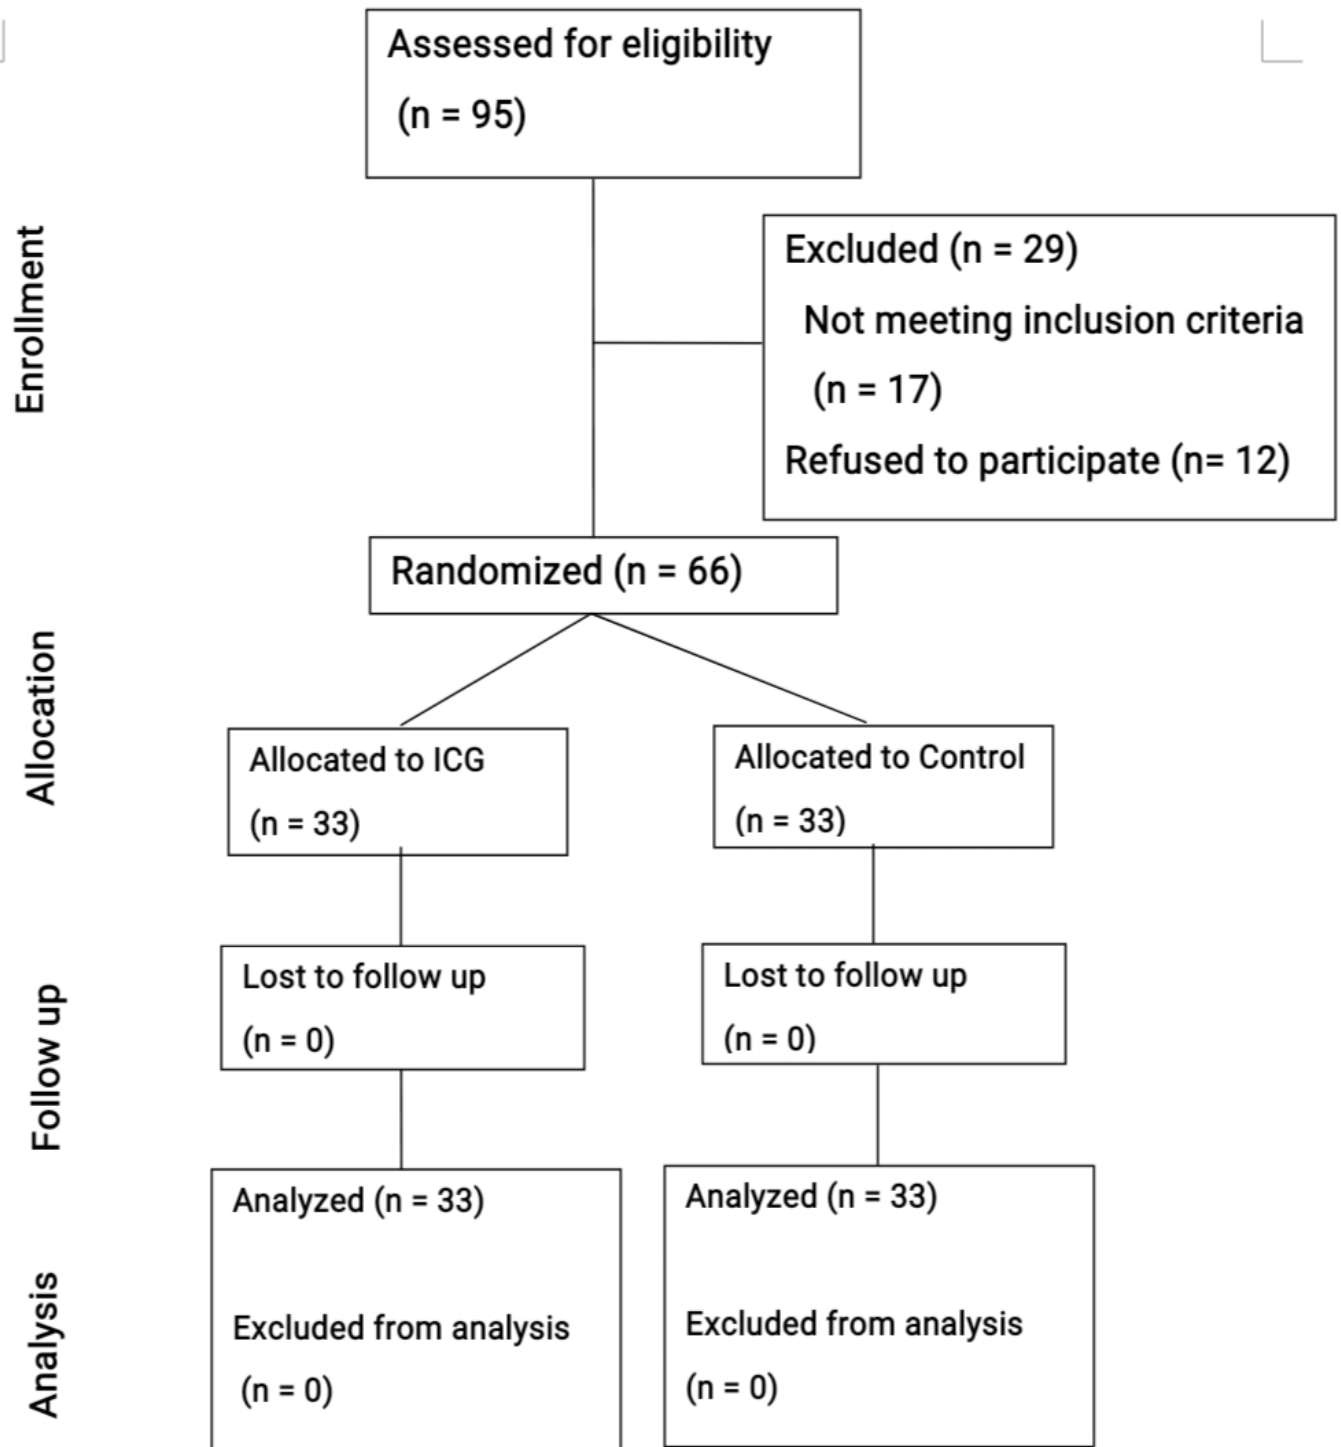 Assessed for eligibility
(n = 95)
Enrollment
Excluded (n = 29)
Not meeting inclusion criteria
(n = 17)
Refused to participate (n= 12)
Randomized (n = 66)
Allocation
Allocated to ICG
(n = 33)
Allocated to Control
(n = 33)
Follow up
Lost to follow up
(n = 0)
Lost to follow up
(n = 0)
Analysis
Analyzed (n = 33)
Excluded from analysis
(n = 0)
Analyzed (n = 33)
Excluded from analysis
(n = 0)